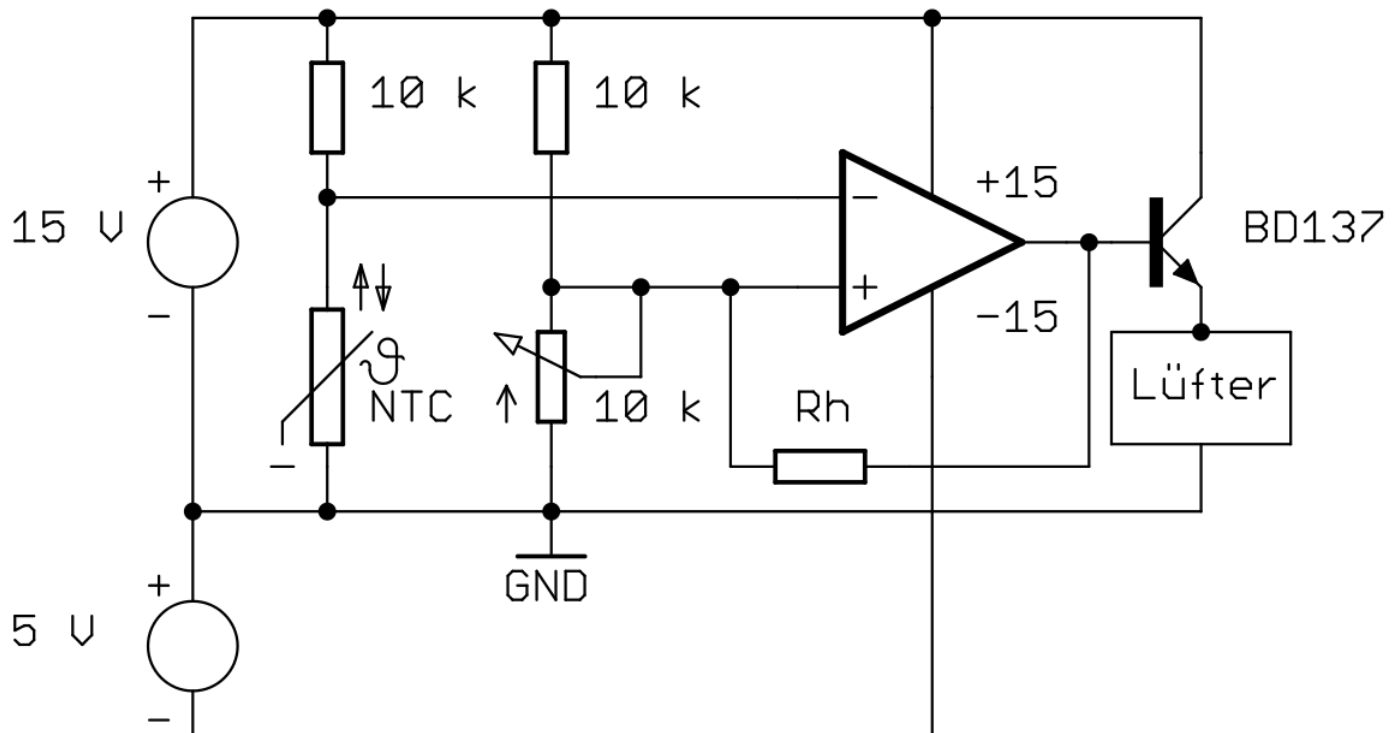 10 k
10 k
+
-
+15
15 V
BD137
-
+
-15
ϑ
NTC
10 k
Rh
Lüfter
-
-
GND
+
5 V
-